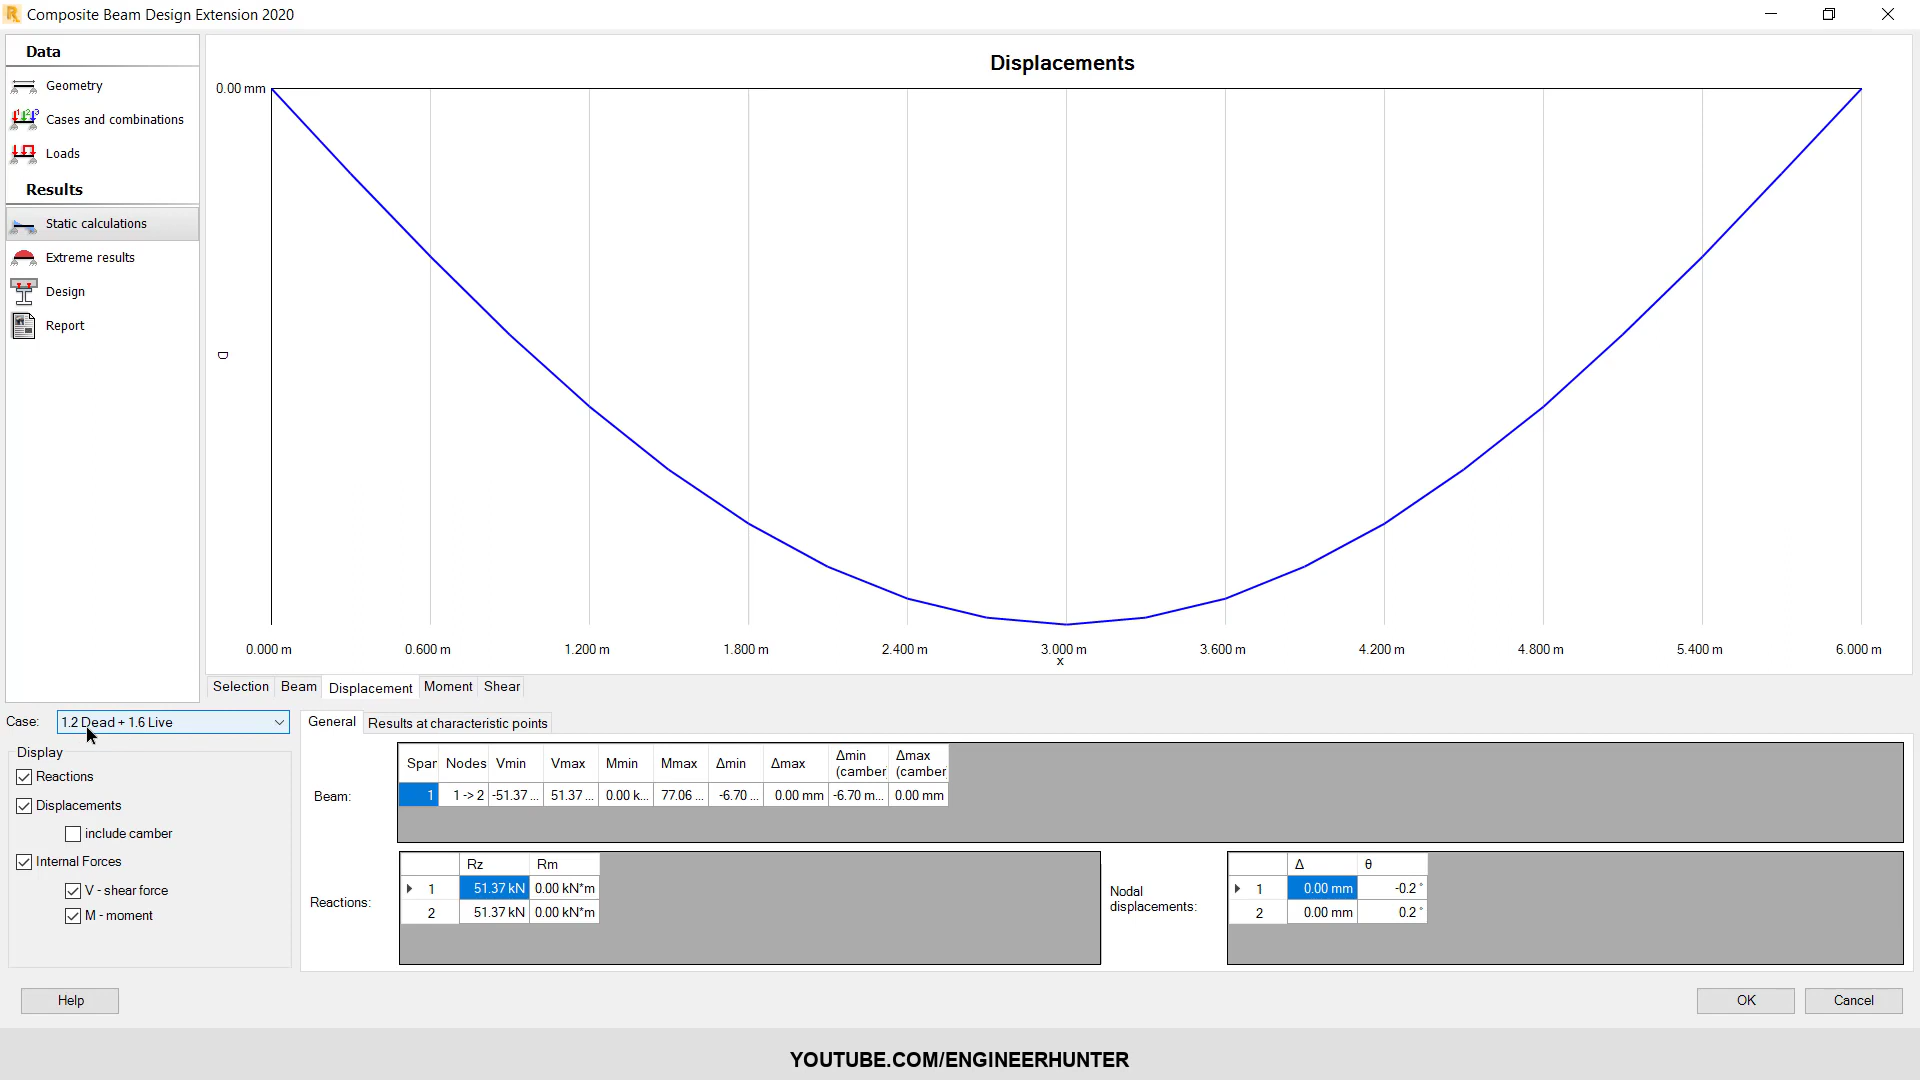 Composite Beam Design Extension 2020
Data
Geometry
Cases and combinations
Loads
Results
Static calculations
Extreme results
Design
Report
Displacements
0.00 mm
D
0.000 m 0.600 m 1.200 m 1.800 m 2.400 m 3.000 m 3.600 m 4.200 m 4.800 m 5.400 m 6.000 m
x
Selection Beam Displacement Moment Shear
Case: 1.2 Dead + 1.6 Live
Display
Reactions
Displacements
include camber
Internal Forces
V - shear force
M - moment
General Results at characteristic points
Beam:
Spar Nodes Vmin Vmax Mmin Mmax Δmin Δmax Δmin (camber Δmax (camber
1 1 -> 2 -51.37 ... 51.37 ... 0.00 k... 77.06 ... -6.70 ... 0.00 mm -6.70 m... 0.00 mm
Reactions:
Rz Rm
1 51.37 kN 0.00 kN*m
2 51.37 kN 0.00 kN*m
Nodal
displacements:
Δ θ
1 0.00 mm -0.2 °
2 0.00 mm 0.2 °
Help OK Cancel
YOUTUBE.COM/ENGINEERHUNTER